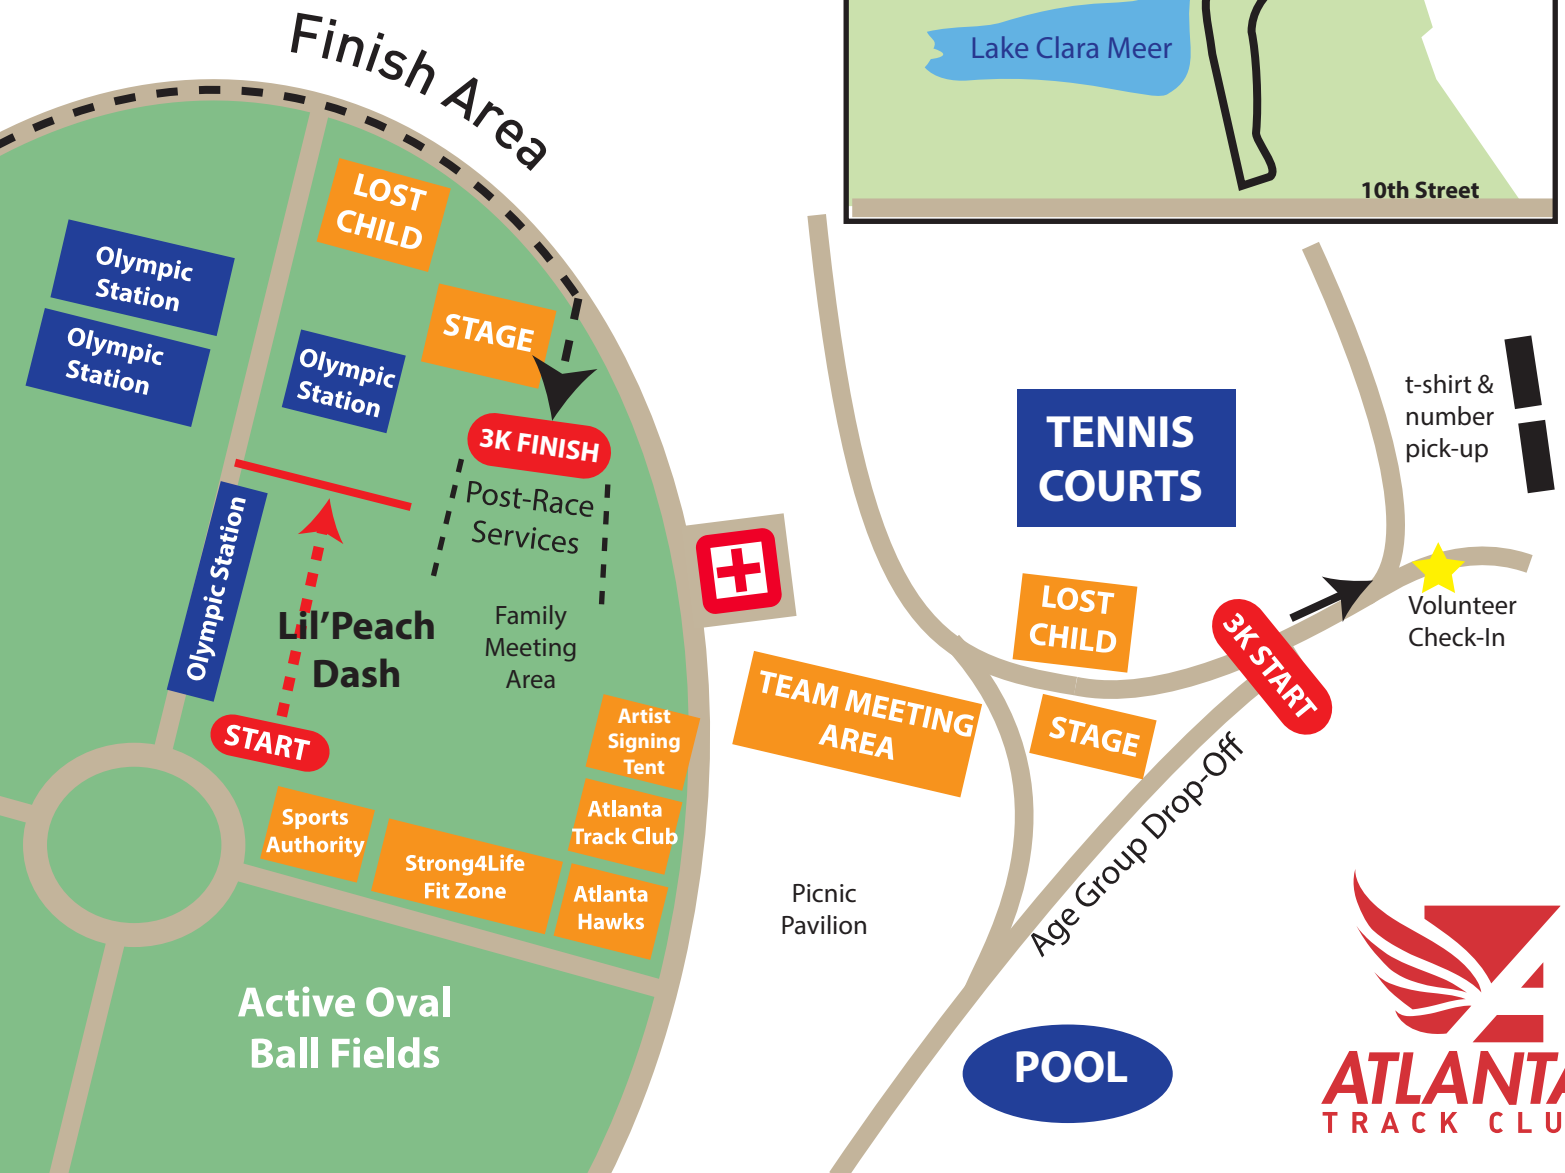 Finish Area
Lake Clara Meer
10th Street
LOST
CHILD
Olympic
Station
Olympic
Station
STAGE
Olympic
Station
3K FINISH
Post-Race
Services
Olympic Station
Lil'Peach
Dash
Family
Meeting
Area
START
Artist
Signing
Tent
Atlanta
Track Club
Atlanta
Hawks
Sports
Authority
Strong4Life
Fit Zone
Active Oval
Ball Fields
TENNIS
COURTS
t-shirt &
number
pick-up
LOST
CHILD
3K START
Volunteer
Check-In
TEAM MEETING
AREA
STAGE
Age Group Drop-Off
Picnic
Pavilion
POOL
ATLANTA
TRACK CLU